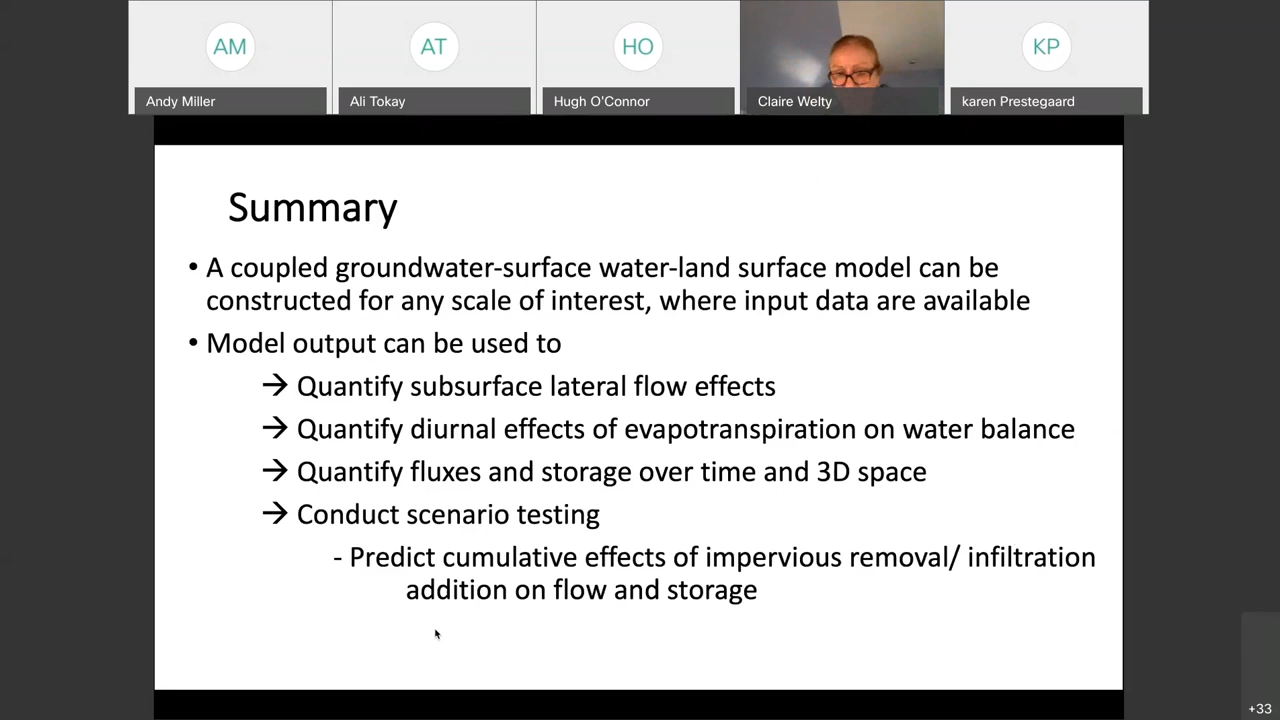 AM
AT
HO
KP
Andy Miller
Ali Tokay
Hugh O'Connor
Claire Welty
karen Prestegaard
Summary
• A coupled groundwater-surface water-land surface model can be
constructed for any scale of interest, where input data are available
• Model output can be used to
→ Quantify subsurface lateral flow effects
→ Quantify diurnal effects of evapotranspiration on water balance
→ Quantify fluxes and storage over time and 3D space
→ Conduct scenario testing
- Predict cumulative effects of impervious removal/ infiltration
addition on flow and storage
+33